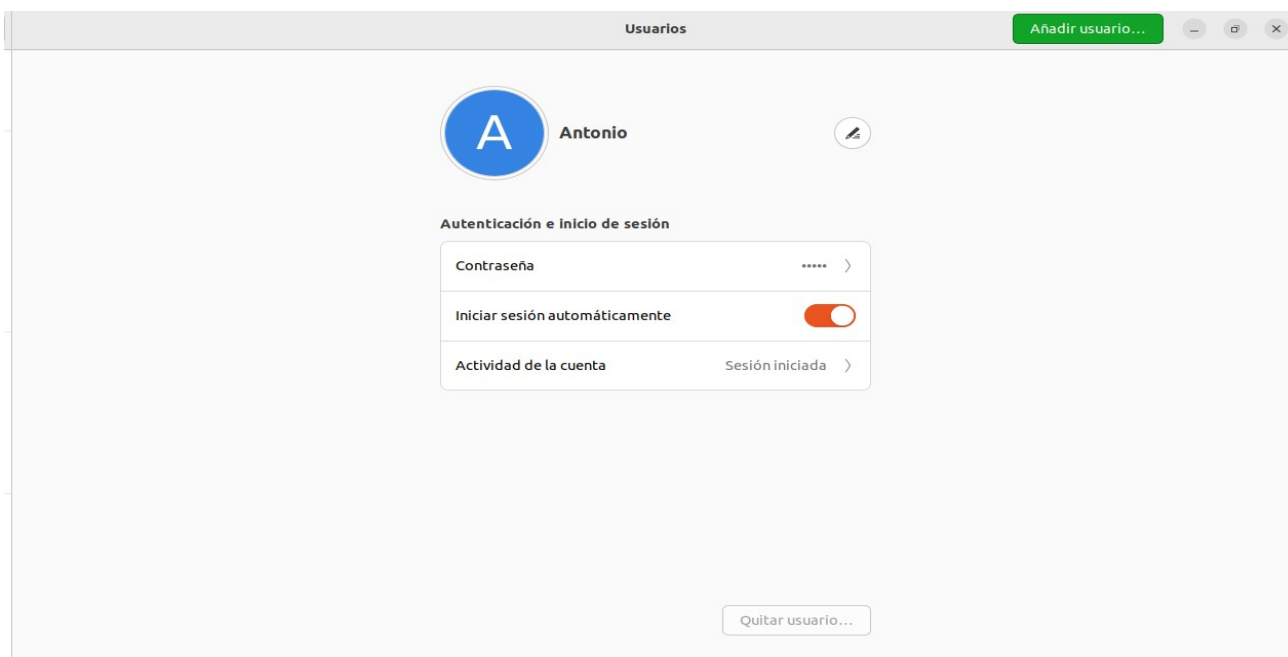 Usuarios
Añadir usuario...
A
Antonio
Autenticación e inicio de sesión
Contraseña •••••
Iniciar sesión automáticamente
Actividad de la cuenta Sesión iniciada
Quitar usuario...